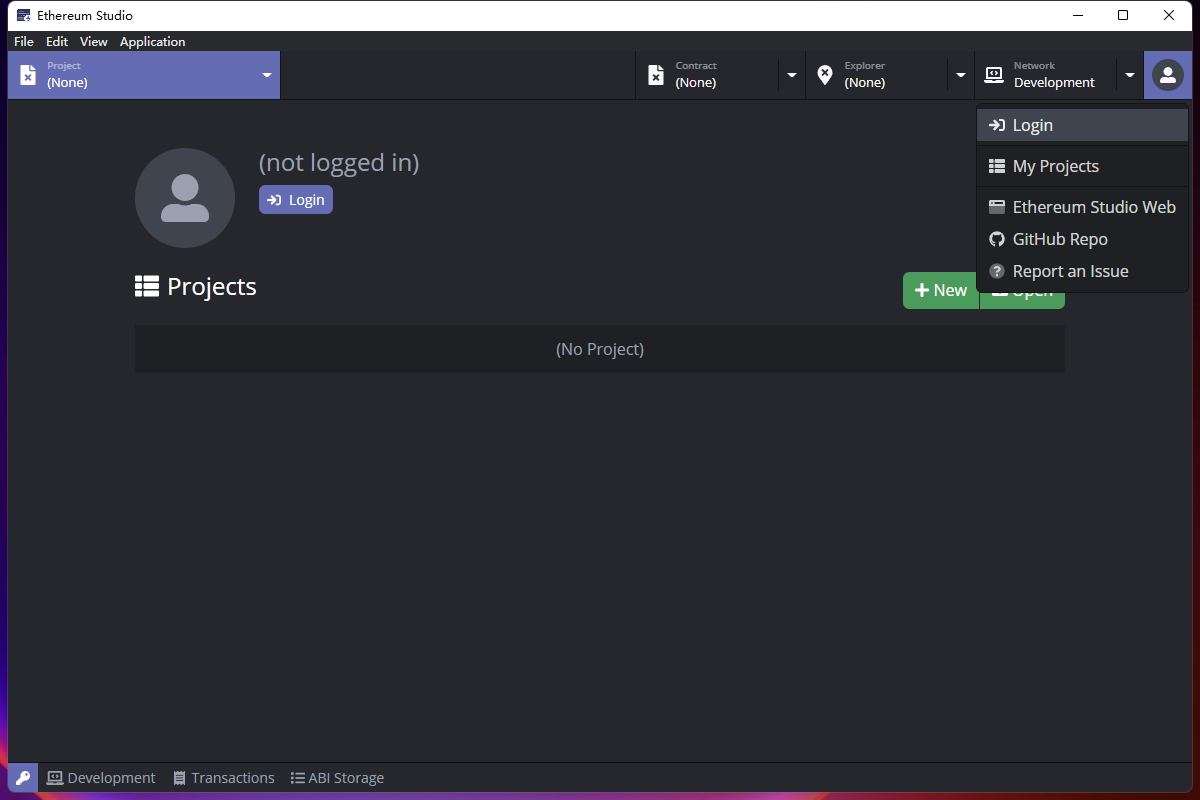 Ethereum Studio
File Edit View Application
Project
(None)
Contract
(None)
Explorer
(None)
Network
Development
Login
My Projects
Ethereum Studio Web
GitHub Repo
Report an Issue
(not logged in)
Login
Projects
New
Open
(No Project)
Development
Transactions
ABI Storage